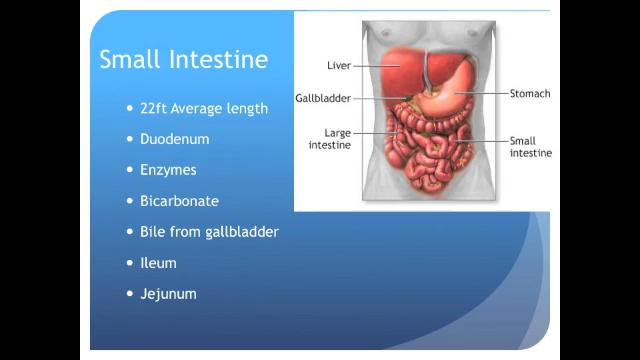 Small Intestine
22ft Average length
Duodenum
Enzymes
Bicarbonate
Bile from gallbladder
Ileum
Jejunum
Liver
Gallbladder
Large
intestine
Stomach
Small
intestine